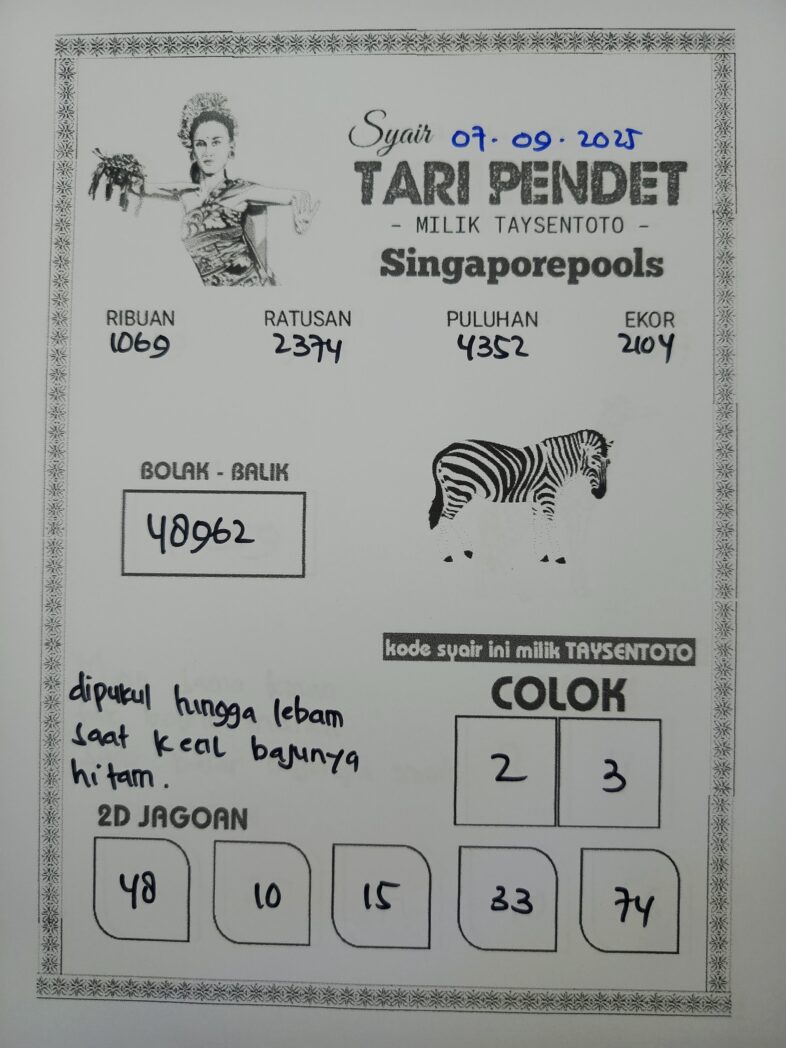 Syair 07.09.2025
TARI PENDET
- MILIK TAYSENTOTO -
Singaporepools
RIBUAN RATUSAN PULUHAN EKOR
1069 2374 4352 2104
BOLAK - BALIK
48962
kode syair ini milik TAYSENTOTO
COLOK
2 3
dipukul hingga lebam
saat kecil bajunya
hitam.
2D JAGOAN
48 10 15 33 74